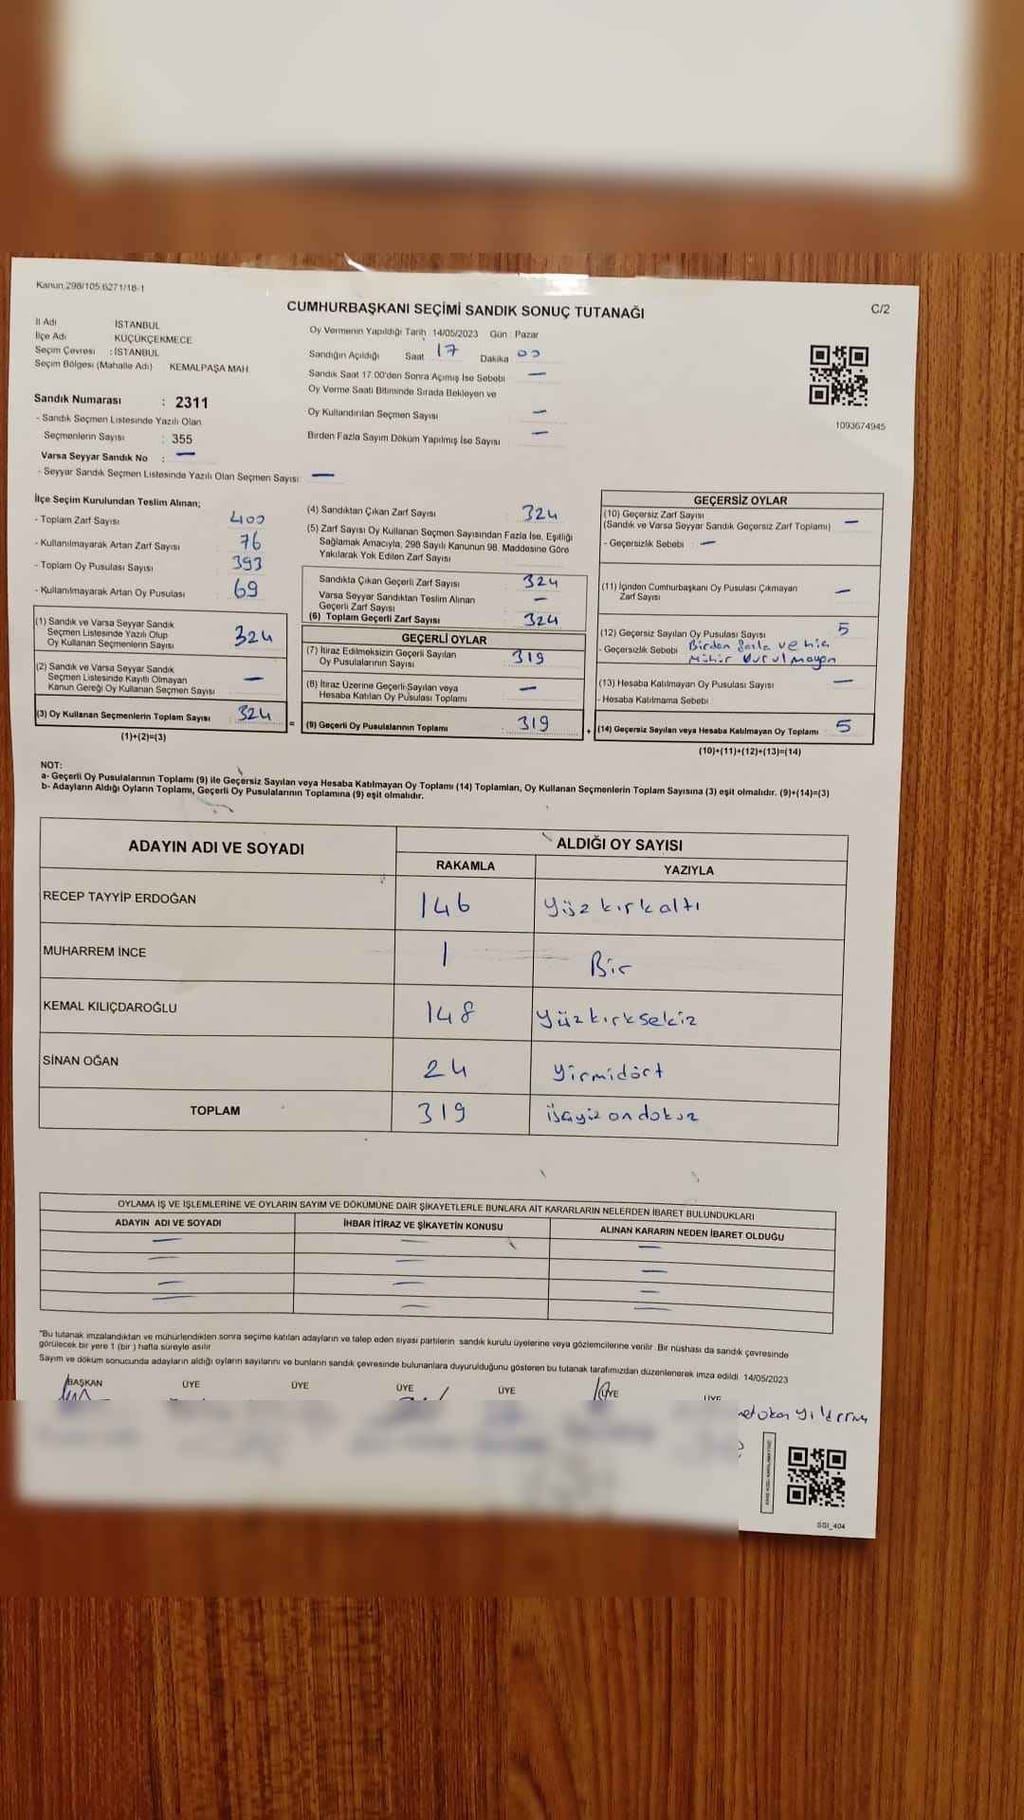 Kanun 298/105,6271/18-1
CUMHURBAŞKANI SEÇİMİ SANDIK SONUÇ TUTANAĞI
C/2
İl Adı İSTANBUL
İlçe Adı KÜÇÜKÇEKMECE
Seçim Çevresi : İSTANBUL
Seçim Bölgesi (Mahalle Adı) KEMALPAŞA MAH.
Sandık Numarası : 2311
- Sandık Seçmen Listesinde Yazılı Olan
Seçmenlerin Sayısı : 355
Varsa Seyyar Sandık No : —
- Seyyar Sandık Seçmen Listesinde Yazılı Olan Seçmen Sayısı: —
Oy Vermenin Yapıldığı Tarih 14/05/2023 Gün : Pazar
Sandığın Açıldığı Saat 17 Dakika 00
Sandık Saat 17.00'den Sonra Açılmış İse Sebebi —
Oy Verme Saati Bitiminde Sırada Bekleyen ve
Oy Kullandırılan Seçmen Sayısı —
Birden Fazla Sayım Döküm Yapılmış İse Sayısı —
1093674945
İlçe Seçim Kurulundan Teslim Alınan;
- Toplam Zarf Sayısı 400
- Kullanılmayarak Artan Zarf Sayısı 76
- Toplam Oy Pusulası Sayısı 393
- Kullanılmayarak Artan Oy Pusulası 69
(1) Sandık ve Varsa Seyyar Sandık
Seçmen Listesinde Yazılı Olup
Oy Kullanan Seçmenlerin Sayısı 324
(2) Sandık ve Varsa Seyyar Sandık
Seçmen Listesinde Kayıtlı Olmayan
Kanun Gereği Oy Kullanan Seçmen Sayısı —
(3) Oy Kullanan Seçmenlerin Toplam Sayısı 324
(1)+(2)=(3)
(4) Sandıktan Çıkan Zarf Sayısı 324
(5) Zarf Sayısı Oy Kullanan Seçmen Sayısından Fazla İse, Eşitliği
Sağlamak Amacıyla, 298 Sayılı Kanunun 98. Maddesine Göre
Yakılarak Yok Edilen Zarf Sayısı
Sandıkta Çıkan Geçerli Zarf Sayısı 324
Varsa Seyyar Sandıktan Teslim Alınan
Geçerli Zarf Sayısı —
(6) Toplam Geçerli Zarf Sayısı 324
GEÇERLİ OYLAR
(7) İtiraz Edilmeksizin Geçerli Sayılan
Oy Pusulalarının Sayısı 319
(8) İtiraz Üzerine Geçerli Sayılan veya
Hesaba Katılan Oy Pusulası Toplamı —
= (9) Geçerli Oy Pusulalarının Toplamı 319
GEÇERSİZ OYLAR
(10) Geçersiz Zarf Sayısı
(Sandık ve Varsa Seyyar Sandık Geçersiz Zarf Toplamı) —
- Geçersizlik Sebebi —
(11) İçinden Cumhurbaşkanı Oy Pusulası Çıkmayan
Zarf Sayısı —
(12) Geçersiz Sayılan Oy Pusulası Sayısı 5
- Geçersizlik Sebebi Birden fazla ve hiç
Mühür Vurulmayan
(13) Hesaba Katılmayan Oy Pusulası Sayısı —
- Hesaba Katılmama Sebebi
+ (14) Geçersiz Sayılan veya Hesaba Katılmayan Oy Toplamı 5
(10)+(11)+(12)+(13)=(14)
NOT:
a- Geçerli Oy Pusulalarının Toplamı (9) ile Geçersiz Sayılan veya Hesaba Katılmayan Oy Toplamı (14) Toplamları, Oy Kullanan Seçmenlerin Toplam Sayısına (3) eşit olmalıdır. (9)+(14)=(3)
b- Adayların Aldığı Oyların Toplamı, Geçerli Oy Pusulalarının Toplamına (9) eşit olmalıdır.
ADAYIN ADI VE SOYADI ALDIĞI OY SAYISI
RAKAMLA YAZIYLA
RECEP TAYYİP ERDOĞAN 146 Yüz kırkaltı
MUHARREM İNCE 1 Bir
KEMAL KILIÇDAROĞLU 148 Yüzkırksekiz
SİNAN OĞAN 24 Yirmidört
TOPLAM 319 üçyüz ondokuz
OYLAMA İŞ VE İŞLEMLERİNE VE OYLARIN SAYIM VE DÖKÜMÜNE DAİR ŞİKAYETLERLE BUNLARA AİT KARARLARIN NELERDEN İBARET BULUNDUKLARI
ADAYIN ADI VE SOYADI İHBAR İTİRAZ VE ŞİKAYETİN KONUSU ALINAN KARARIN NEDEN İBARET OLDUĞU
"Bu tutanak imzalandıktan ve mühürlendikten sonra seçime katılan adayların ve talep eden siyasi partilerin sandık kurulu üyelerine veya gözlemcilerine verilir. Bir nüshası da sandık çevresinde
görülecek bir yere 1 (bir) hafta süreyle asılır
Sayım ve döküm sonucunda adayların aldığı oyların sayılarını ve bunların sandık çevresinde bulunanlara duyurulduğunu gösteren bu tutanak tarafımızdan düzenlenerek imza edildi. 14/05/2023
BAŞKAN ÜYE ÜYE ÜYE ÜYE ÜYE ÜYE
Yıldırım
SSI_404